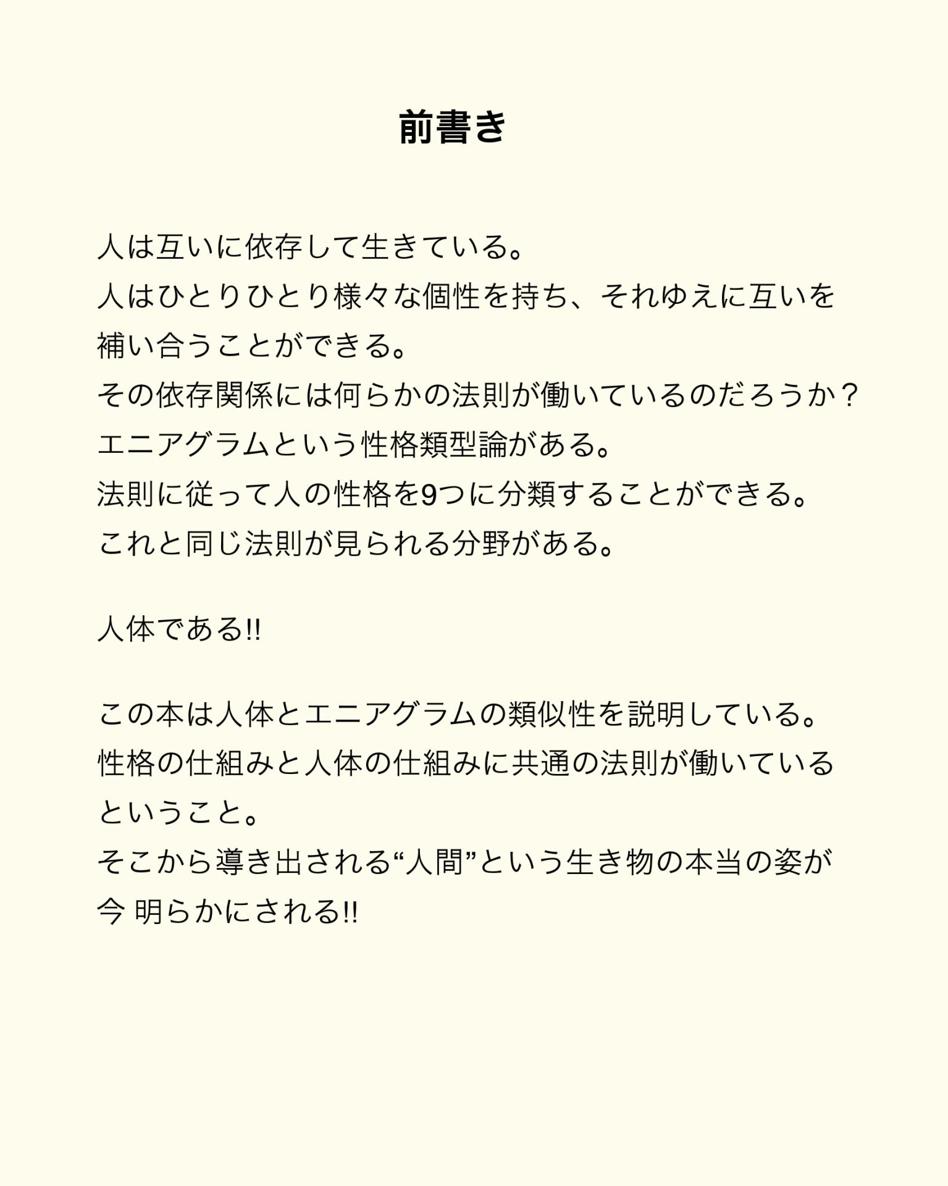 前書き
人は互いに依存して生きている。
人はひとりひとり様々な個性を持ち、それゆえに互いを
補い合うことができる。
その依存関係には何らかの法則が働いているのだろうか？
エニアグラムという性格類型論がある。
法則に従って人の性格を9つに分類することができる。
これと同じ法則が見られる分野がある。
人体である!!
この本は人体とエニアグラムの類似性を説明している。
性格の仕組みと人体の仕組みに共通の法則が働いている
ということ。
そこから導き出される“人間”という生き物の本当の姿が
今 明らかにされる!!